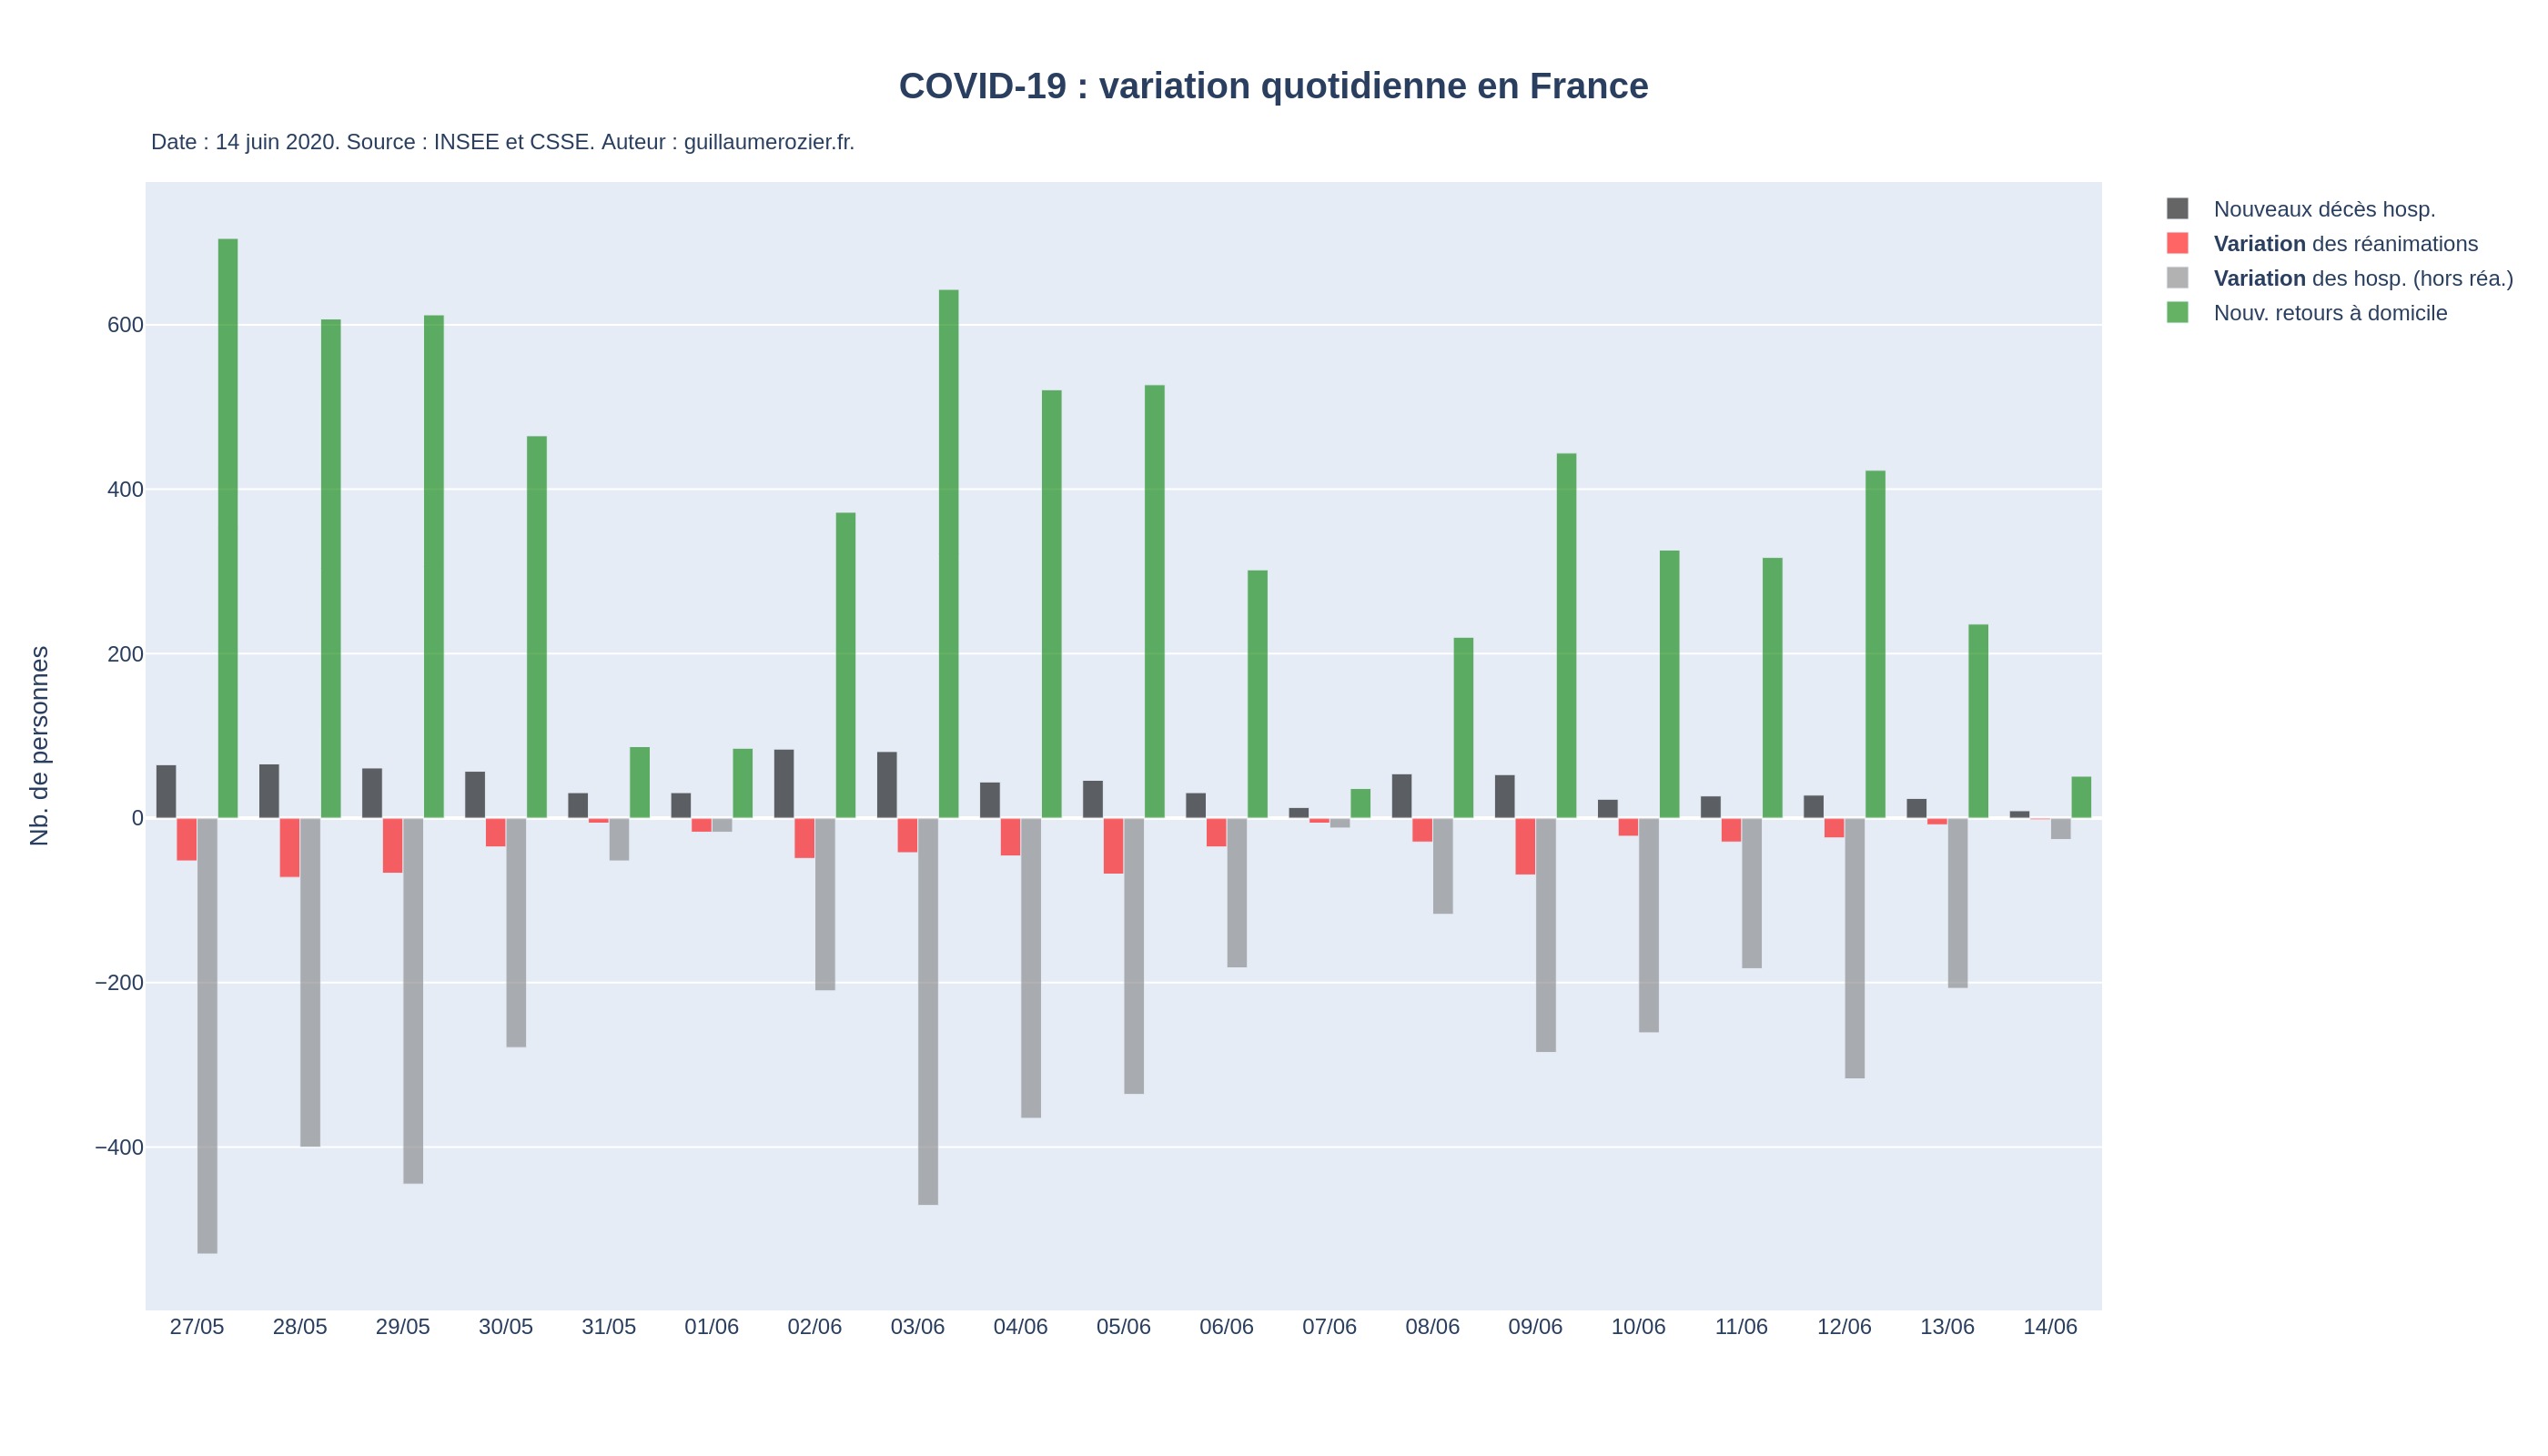 COVID-19 : variation quotidienne en France
Date : 14 juin 2020. Source : INSEE et CSSE. Auteur : guillaumerozier.fr.
Nouveaux décès hosp.
Variation des réanimations
Variation des hosp. (hors réa.)
Nouv. retours à domicile
Nb. de personnes
600
400
200
0
−200
−400
27/05 28/05 29/05 30/05 31/05 01/06 02/06 03/06 04/06 05/06 06/06 07/06 08/06 09/06 10/06 11/06 12/06 13/06 14/06